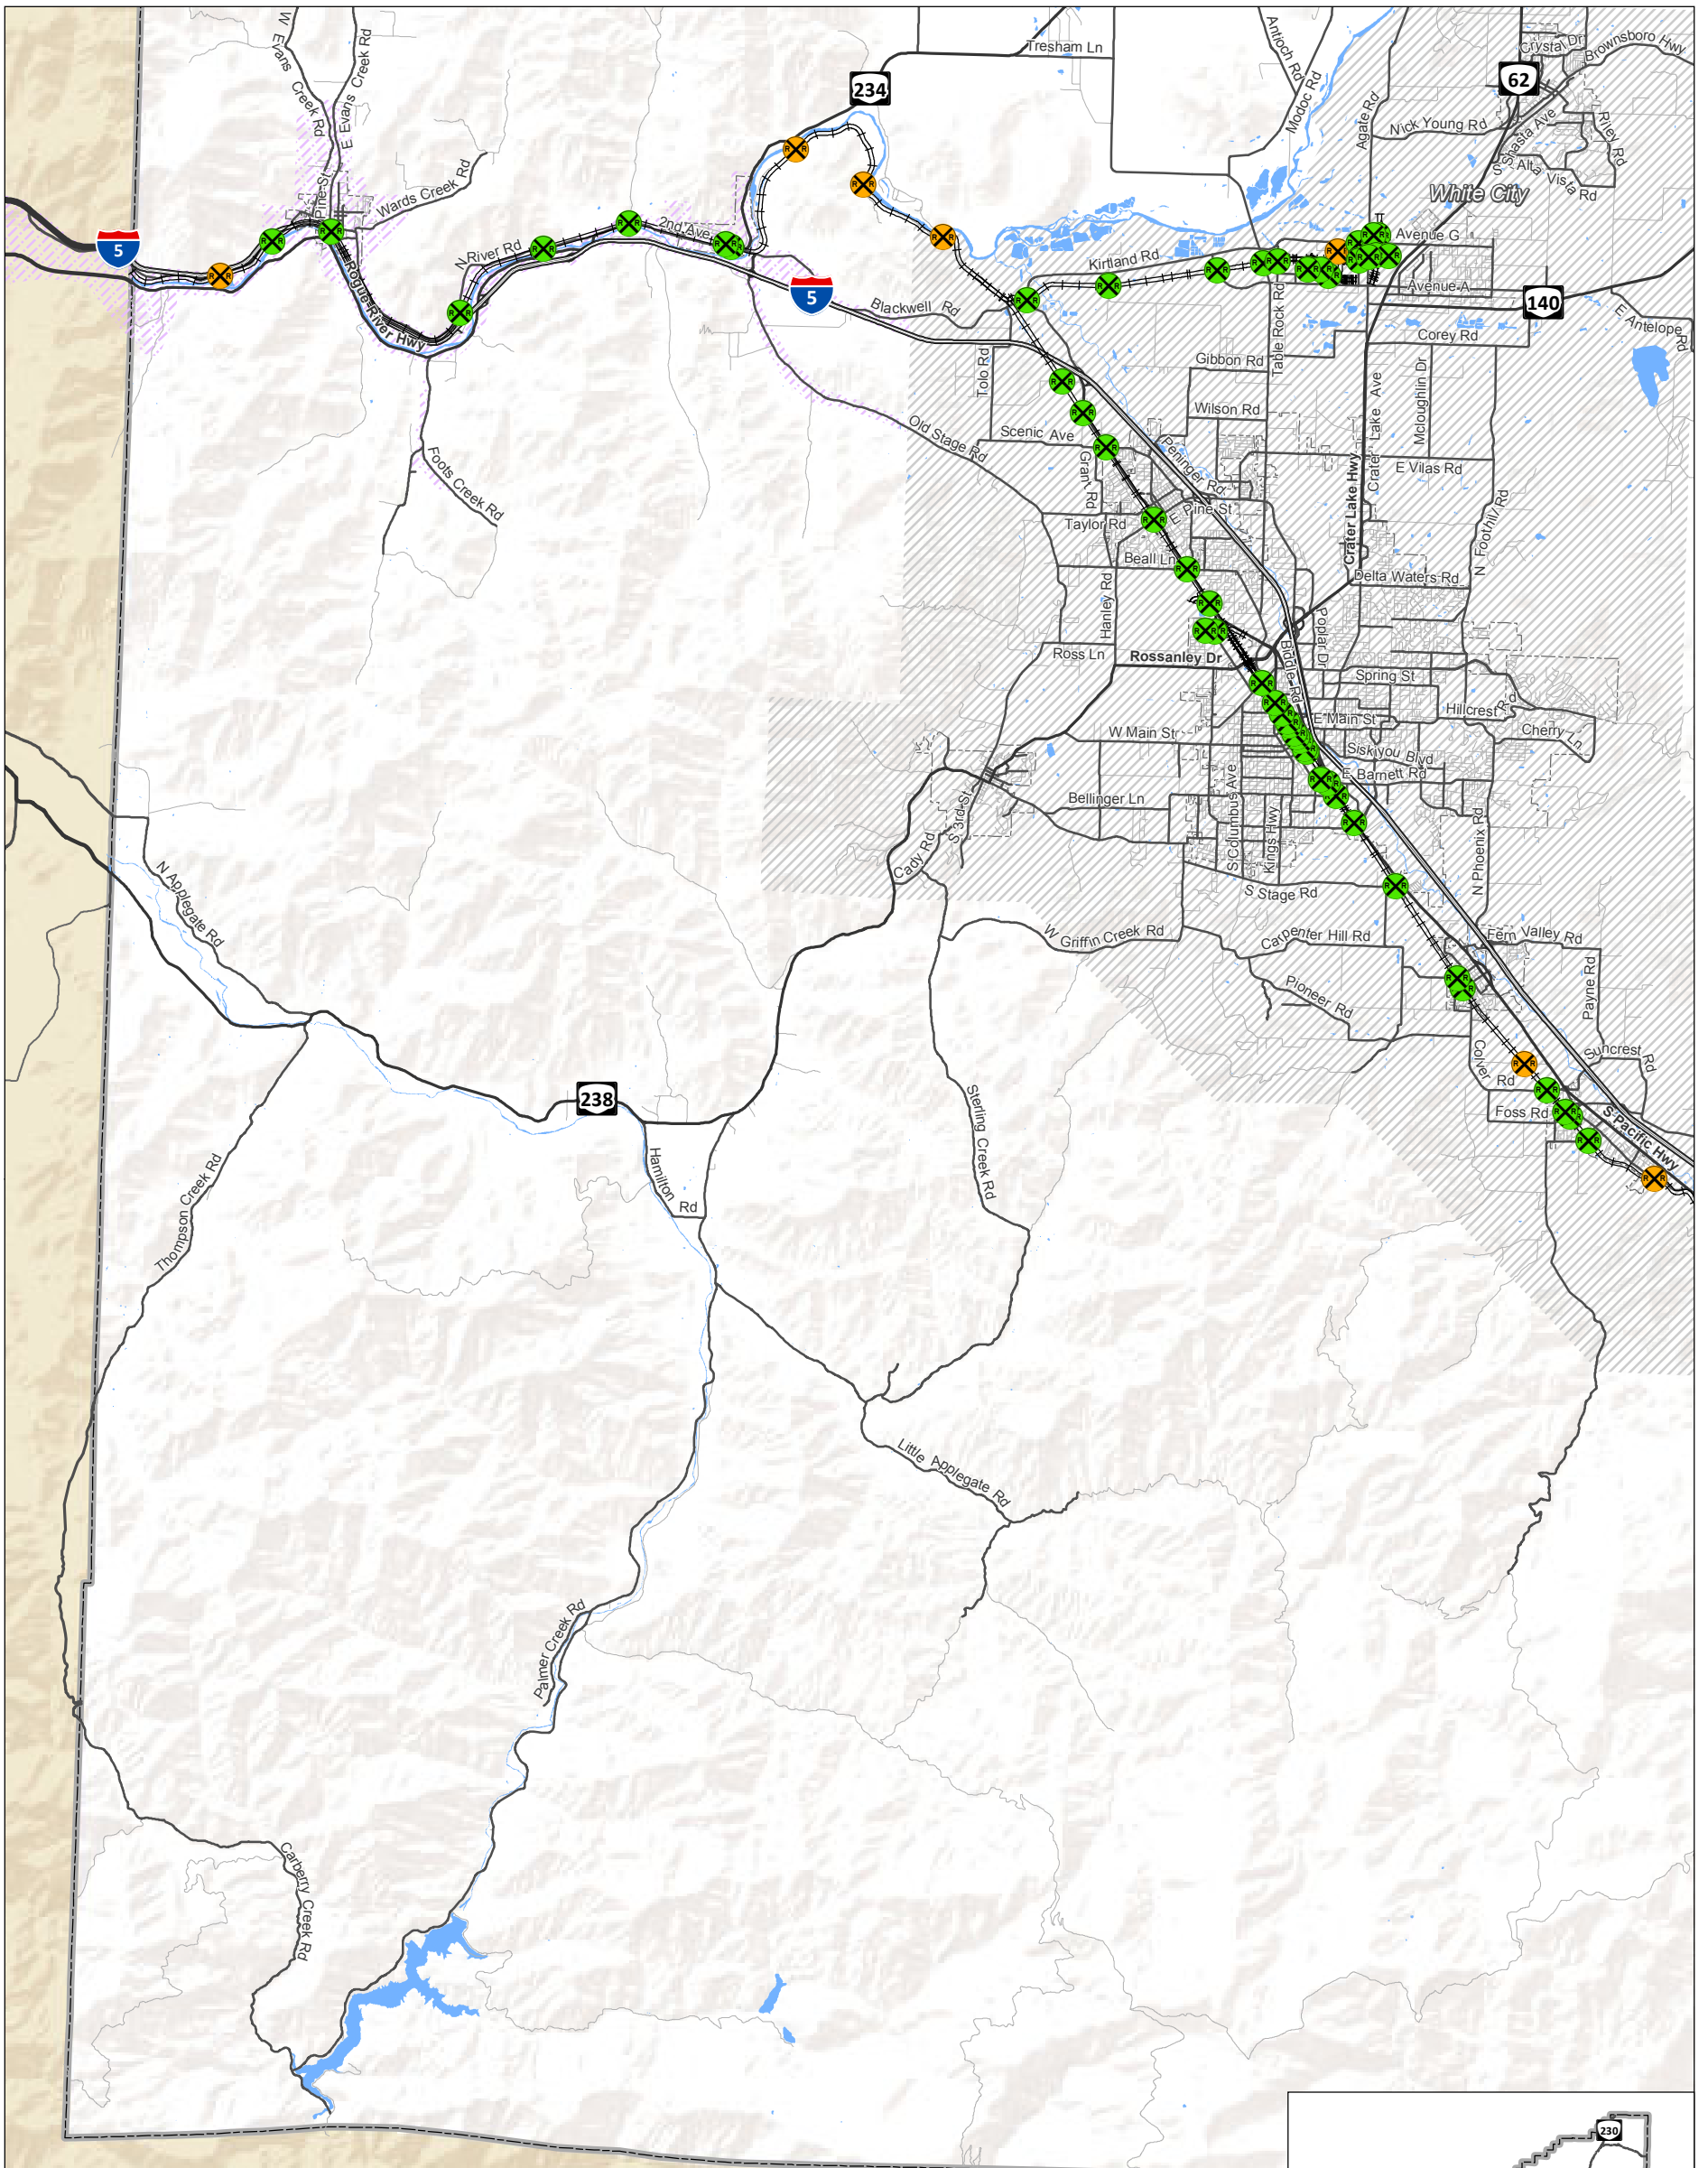 W Evans Creek Rd
E Evans Creek Rd
Tresham Ln
Antioch Rd
Modoc Rd
Agate Rd
Crystal Dr
Brownsboro Hwy
62
234
Nick Young Rd
S Shasta Ave
Riley Rd
Alta Vista Rd
White City
Pine St
Wards Creek Rd
5
N River Rd
2nd Ave
Rogue River Hwy
5
Kirtland Rd
Blackwell Rd
Avenue G
Avenue A
140
Table Rock Rd
E Antelope Rd
Corey Rd
Gibbon Rd
Tolo Rd
Crater Lake Ave
Mcloughlin Dr
Wilson Rd
Old Stage Rd
Scenic Ave
Peninger Rd
Grant Rd
E Vilas Rd
Foots Creek Rd
Crater Lake Hwy
N Foothill Rd
E Pine St
Taylor Rd
Beall Ln
Delta Waters Rd
Hanley Rd
Poplar Dr
Ross Ln
Rossanley Dr
Biddle Rd
Spring St
Hillcrest Rd
E Main St
Cherry Ln
W Main St
Siskiyou Blvd
E Barnett Rd
S Columbus Ave
Kings Hwy
Bellinger Ln
S 3rd St
Cady Rd
N Phoenix Rd
S Stage Rd
N Applegate Rd
W Griffin Creek Rd
Carpenter Hill Rd
Fern Valley Rd
Pioneer Rd
Payne Rd
Colver Rd
Suncrest Rd
238
Foss Rd
S Pacific Hwy
Sterling Creek Rd
Hamilton Rd
Thompson Creek Rd
Little Applegate Rd
Palmer Creek Rd
Carberry Creek Rd
230